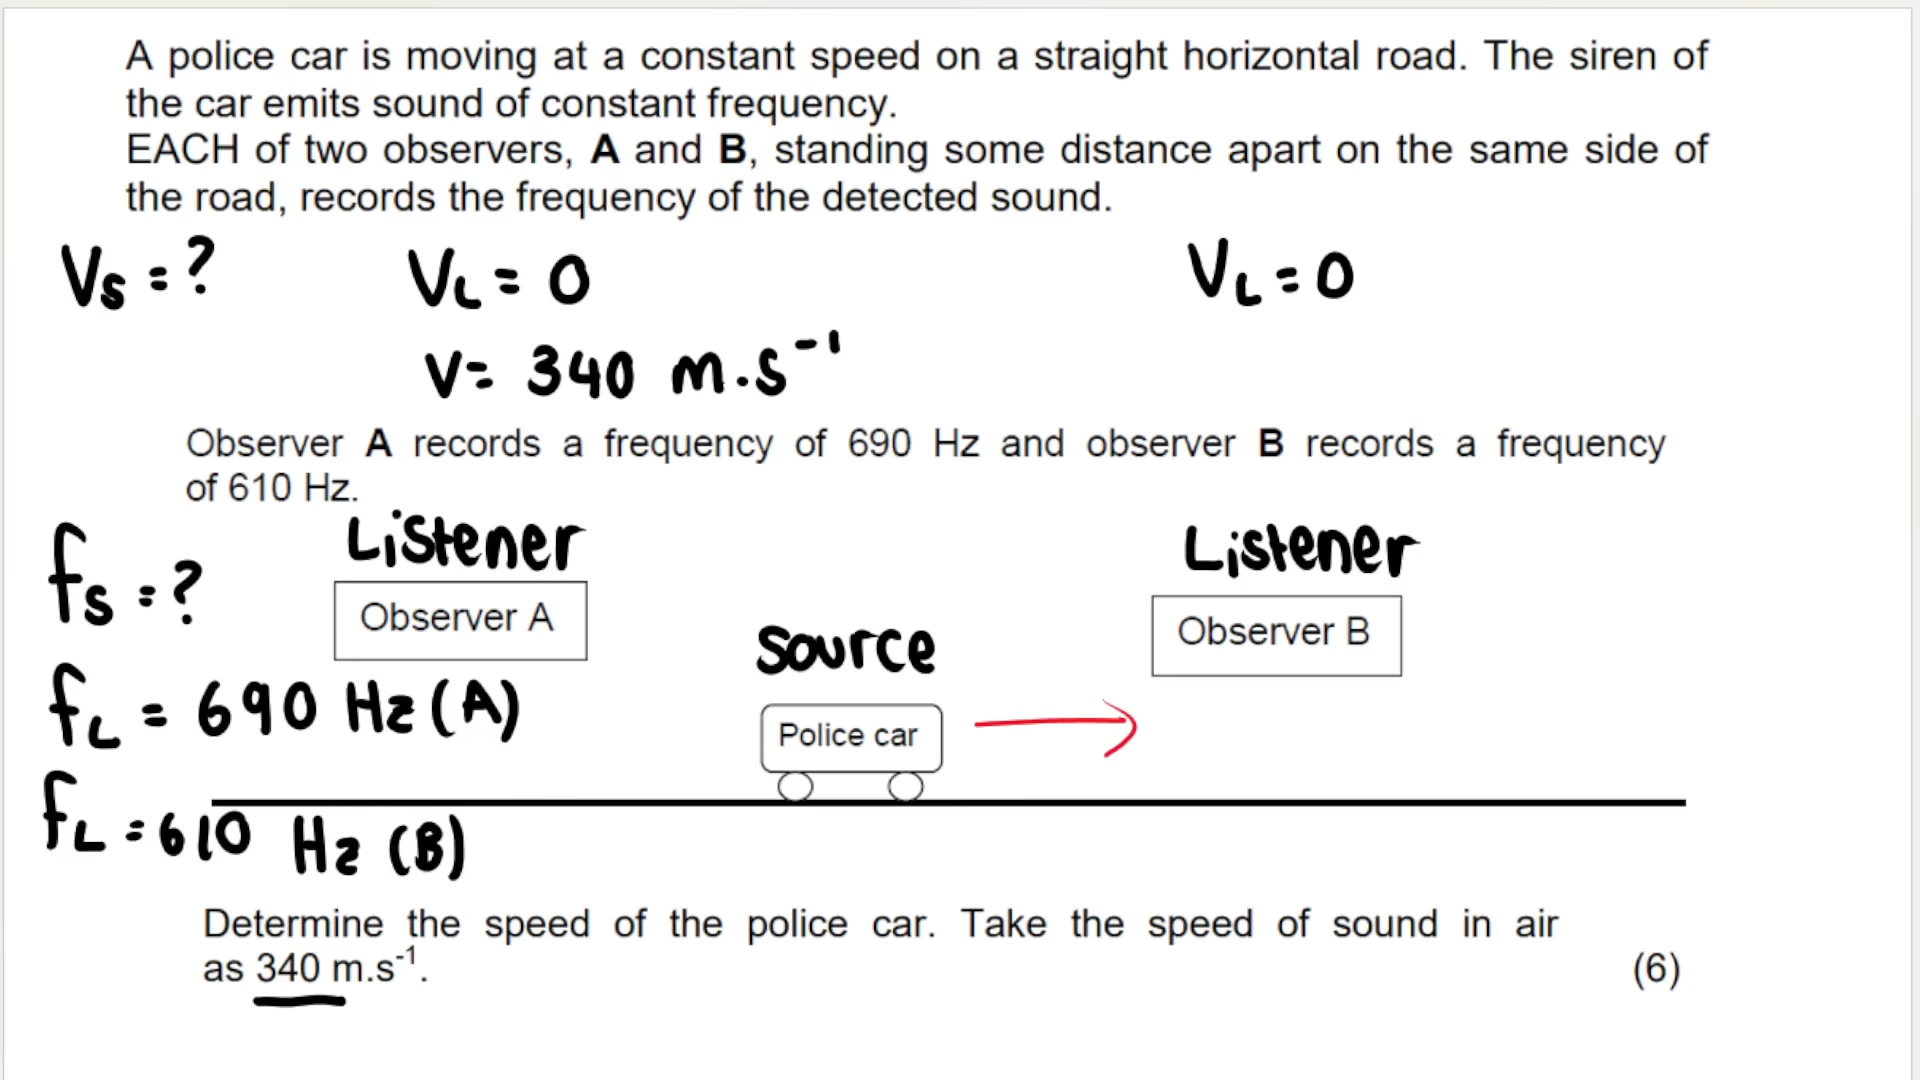 A police car is moving at a constant speed on a straight horizontal road. The siren of
the car emits sound of constant frequency.
EACH of two observers, A and B, standing some distance apart on the same side of
the road, records the frequency of the detected sound.
Vs = ? VL = 0 VL = 0
V = 340 m.s⁻¹
Observer A records a frequency of 690 Hz and observer B records a frequency
of 610 Hz.
Listener Listener
fs = ? Observer A Observer B
Source
fL = 690 Hz (A)
Police car
fL = 610 Hz (B)
Determine the speed of the police car. Take the speed of sound in air
as 340 m.s⁻¹. (6)